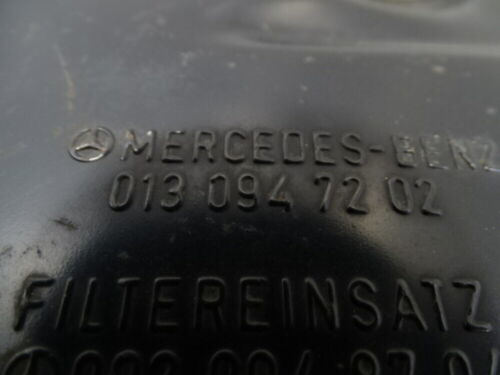 MERCEDES-BENZ
013 094 72 02
FILTEREINSATZ